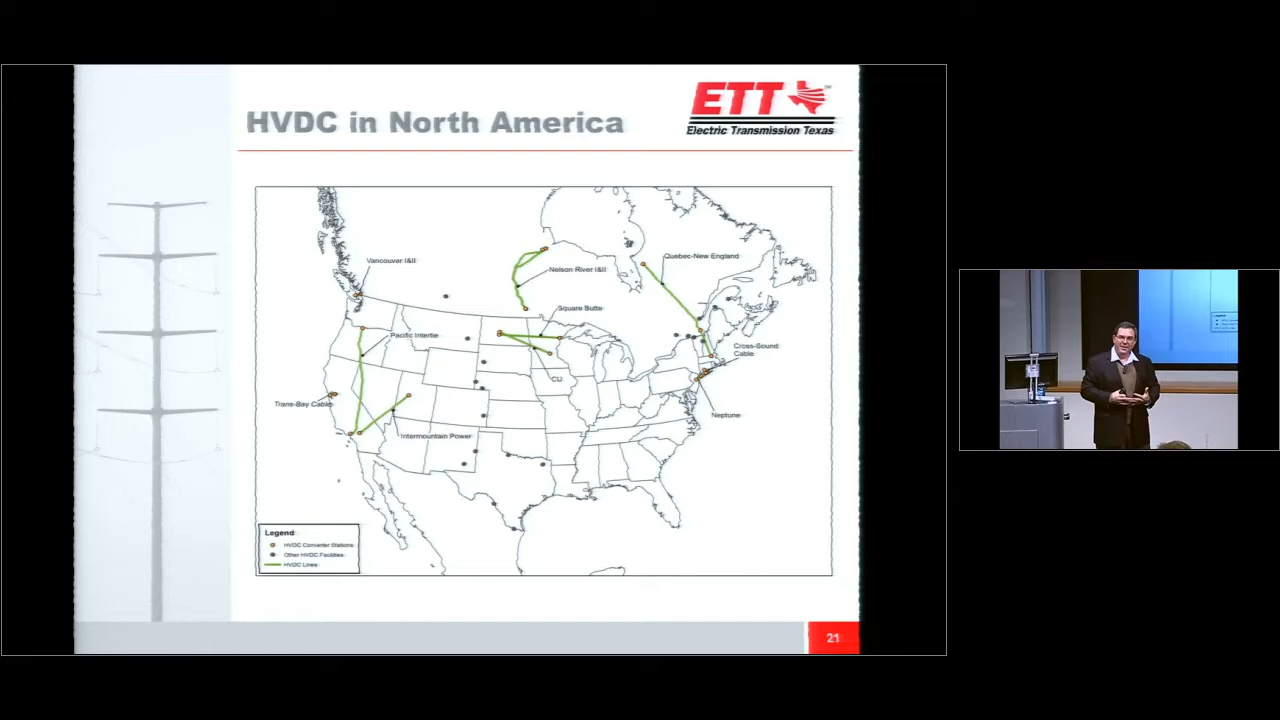 HVDC in North America
ETT
Electric Transmission Texas
Vancouver I&II
Nelson River I&II
Quebec-New England
Square Butte
Pacific Intertie
Cross-Sound
Cable
CU
Trans-Bay Cable
Neptune
Intermountain Power
Legend
HVDC Converter Stations
Other HVDC Facilities
HVDC Lines
21